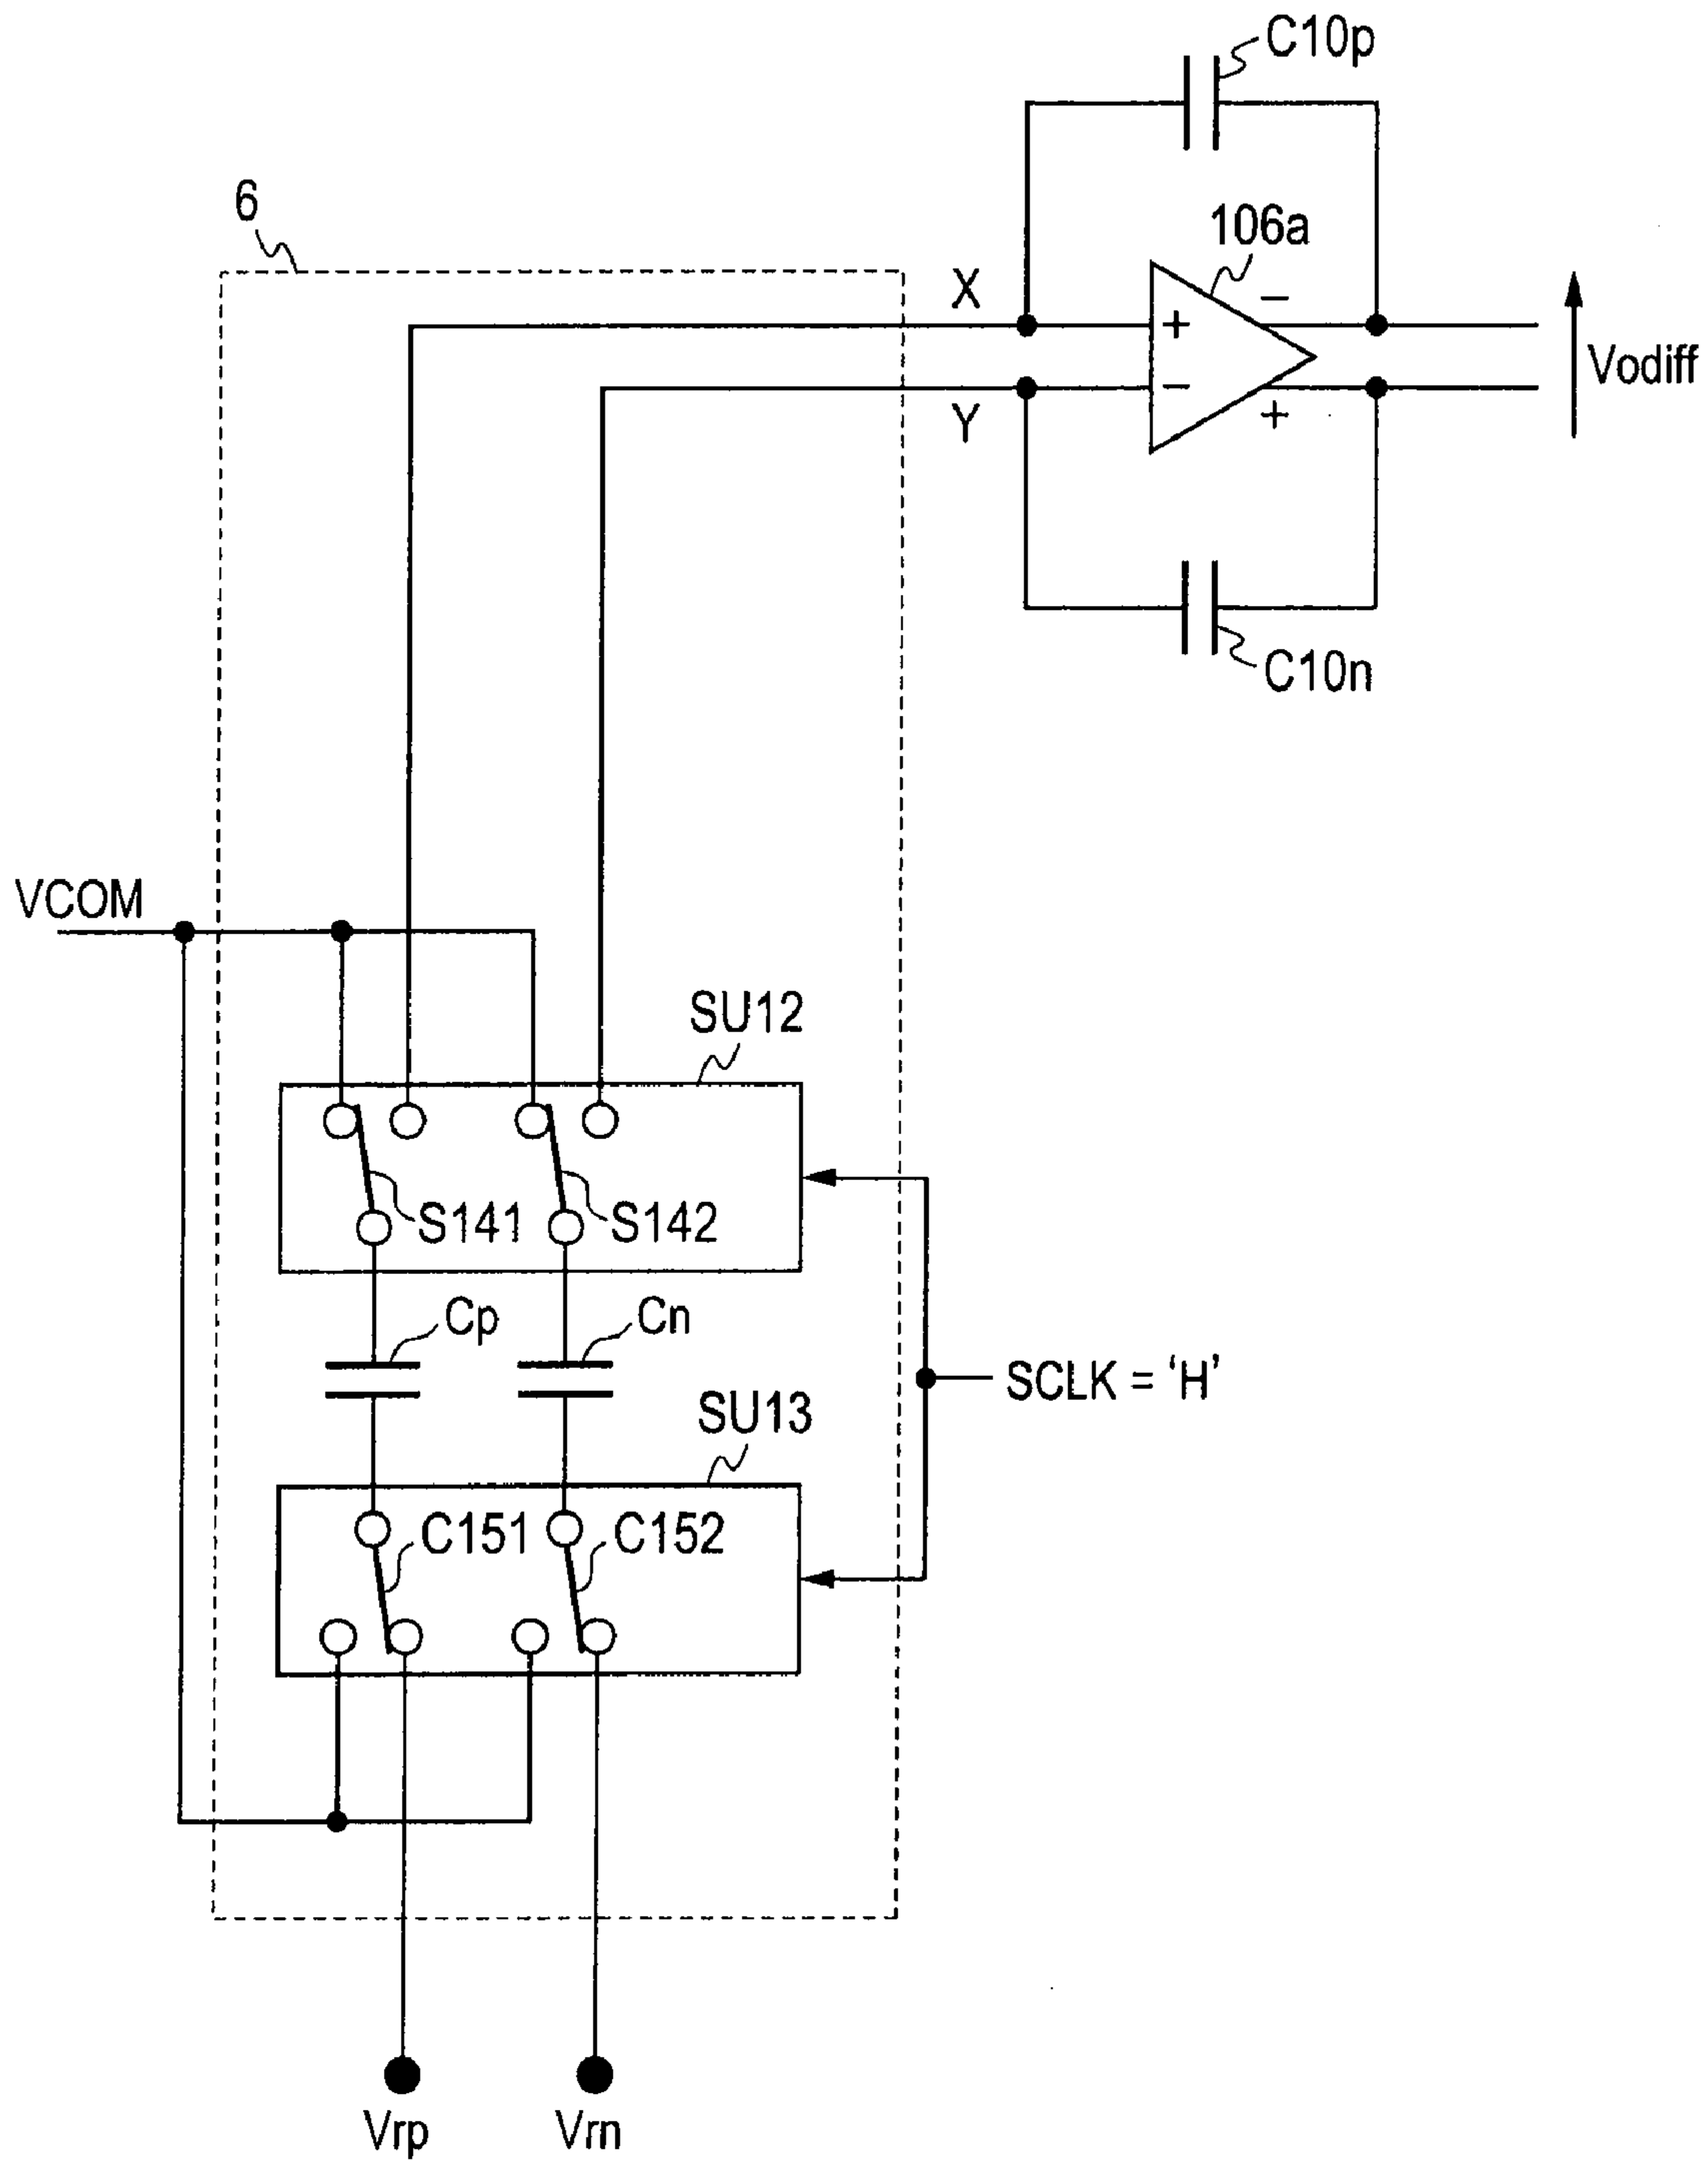 C10p
6
106a
X
−
+
−
Vodiff
Y
+
C10n
VCOM
SU12
S141
S142
Cp
Cn
SCLK = ‘H’
SU13
C151
C152
Vrp
Vrn